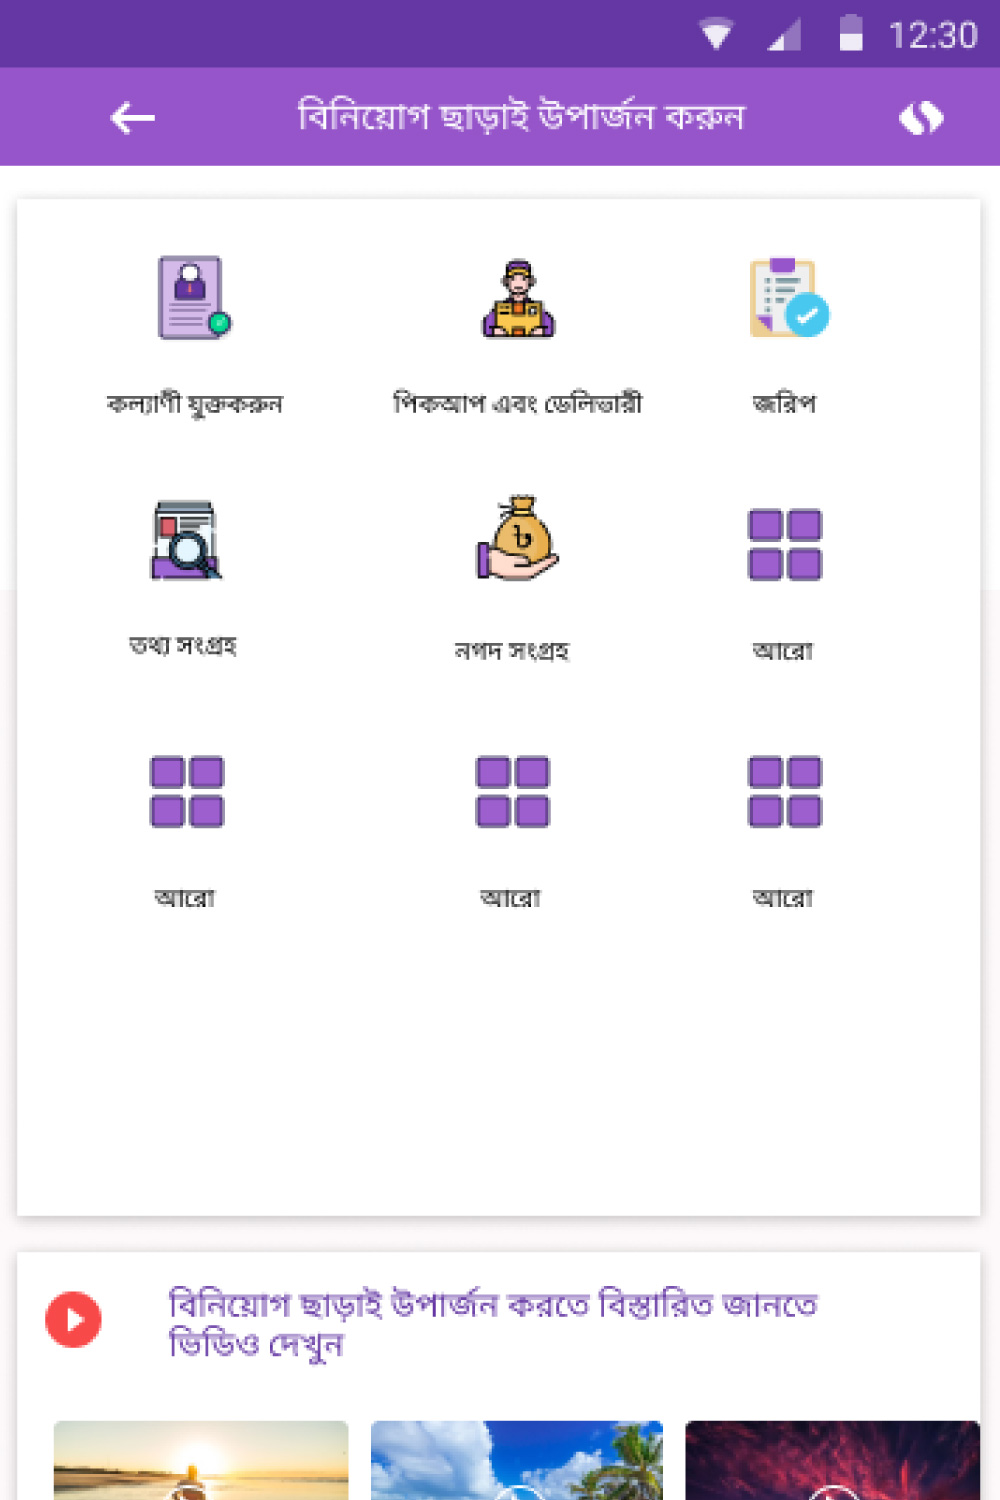 12:30
বিনিয়োগ ছাড়াই উপার্জন করুন
কল্যাণী যুক্তকরুন
পিকআপ এবং ডেলিভারী
জরিপ
তথ্য সংগ্রহ
নগদ সংগ্রহ
আরো
আরো
আরো
আরো
বিনিয়োগ ছাড়াই উপার্জন করতে বিস্তারিত জানতে
ভিডিও দেখুন